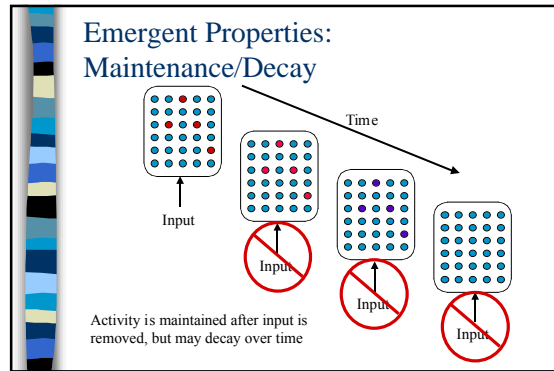 Emergent Properties:
Maintenance/Decay
Time
Input
Input
Input
Input
Activity is maintained after input is
removed, but may decay over time